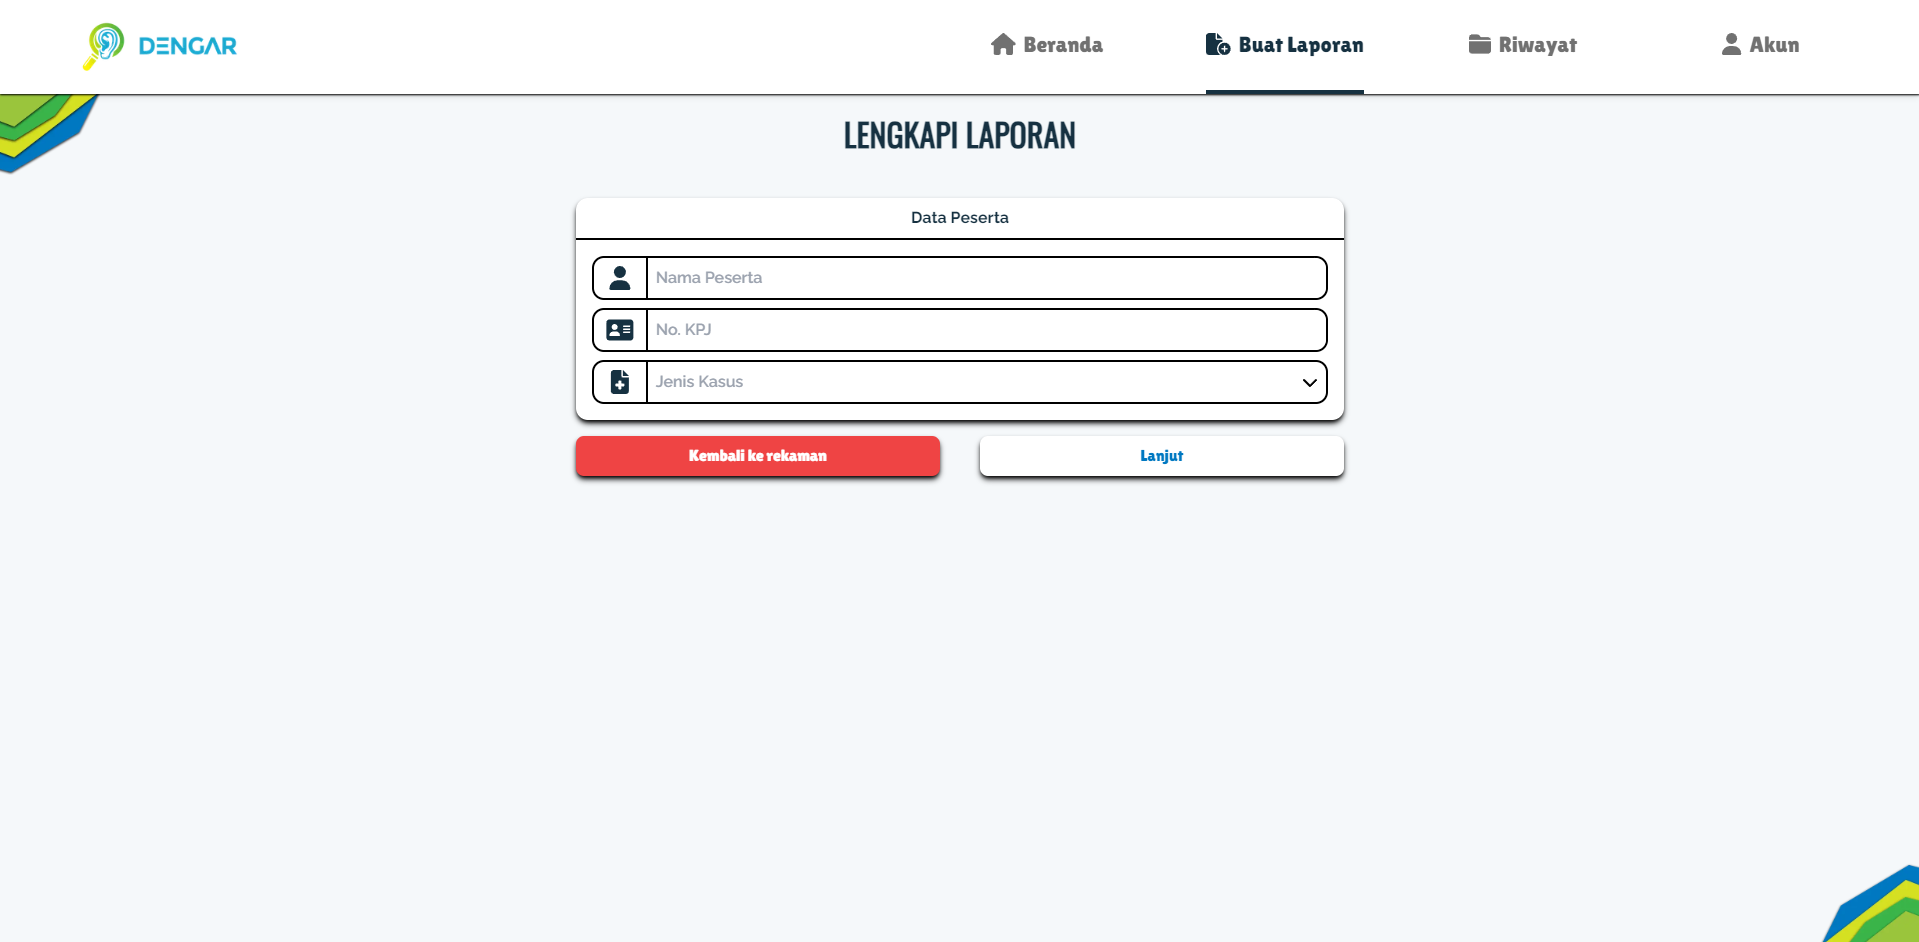 DENGAR
Beranda
Buat Laporan
Riwayat
Akun
LENGKAPI LAPORAN
Data Peserta
Nama Peserta
No. KPJ
Jenis Kasus
Kembali ke rekaman
Lanjut